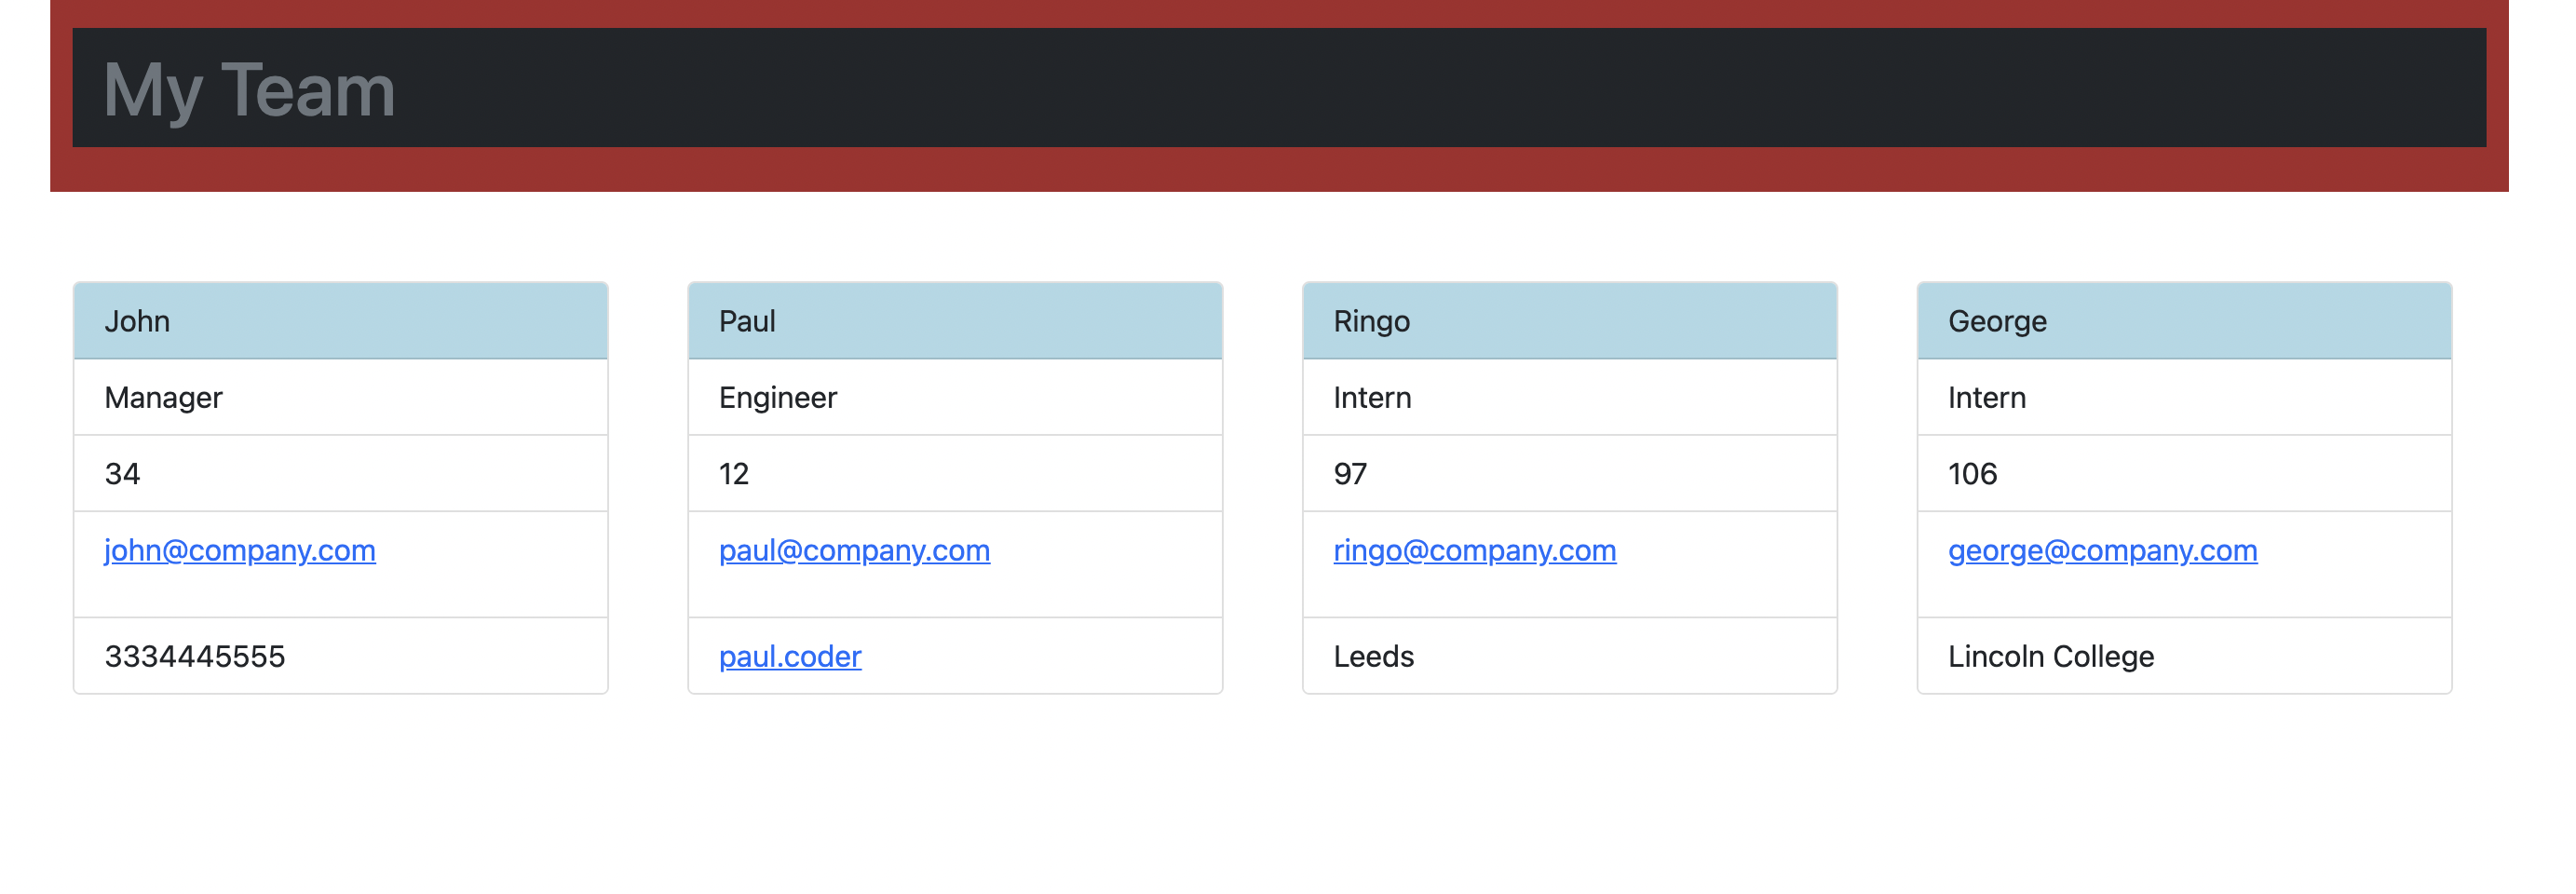 My Team
John
Manager
34
john@company.com
3334445555
Paul
Engineer
12
paul@company.com
paul.coder
Ringo
Intern
97
ringo@company.com
Leeds
George
Intern
106
george@company.com
Lincoln College